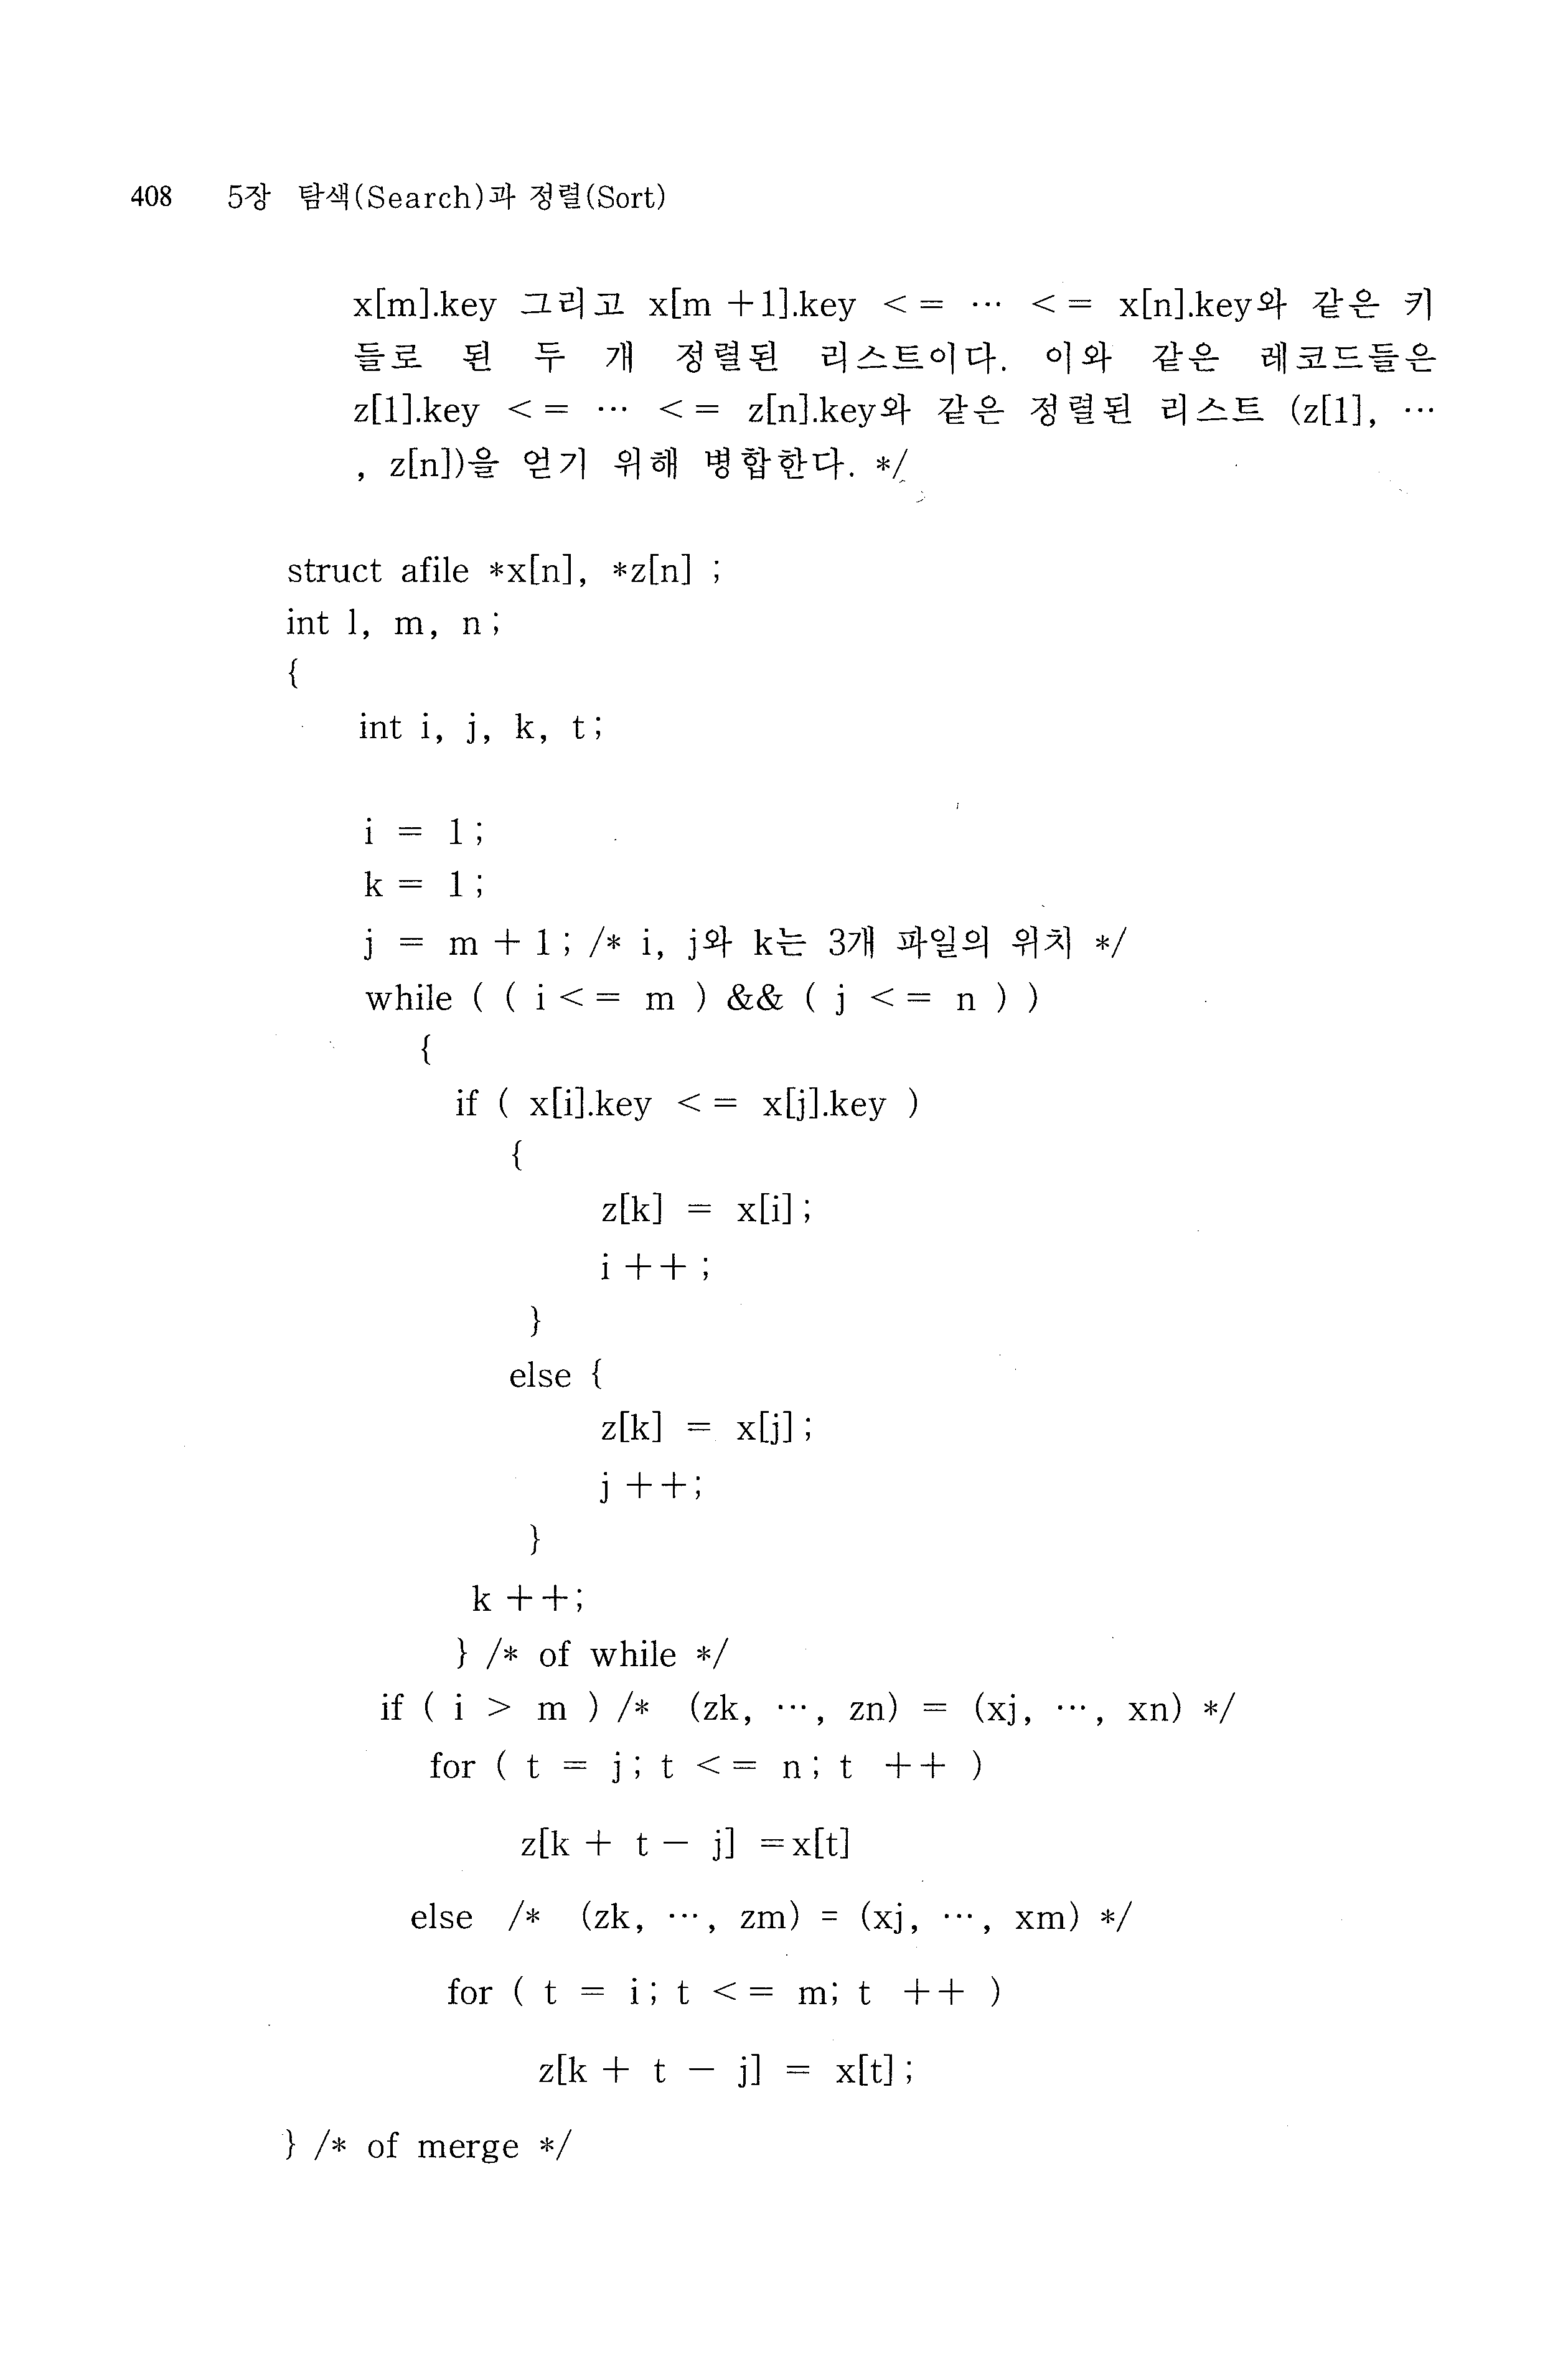 408 5장 탐색(Search)과 정렬(Sort)
x[m].key 그리고 x[m +1].key <= ··· <= x[n].key와 같은 키
들로 된 두 개 정렬된 리스트이다. 이와 같은 레코드들은
z[1].key <= ··· <= z[n].key와 같은 정렬된 리스트 (z[1], ···
, z[n])을 얻기 위해 병합한다. */
struct afile *x[n], *z[n] ;
int l, m, n;
{
int i, j, k, t;
i = 1;
k = 1;
j = m + 1; /* i, j와 k는 3개 파일의 위치 */
while ( ( i <= m ) && ( j <= n ) )
{
if ( x[i].key <= x[j].key )
{
z[k] = x[i];
i ++ ;
}
else {
z[k] = x[j];
j ++;
}
k ++;
} /* of while */
if ( i > m ) /* (zk, ···, zn) = (xj, ···, xn) */
for ( t = j; t <= n; t ++ )
z[k + t - j] =x[t]
else /* (zk, ···, zm) = (xj, ···, xm) */
for ( t = i; t <= m; t ++ )
z[k + t - j] = x[t];
} /* of merge */